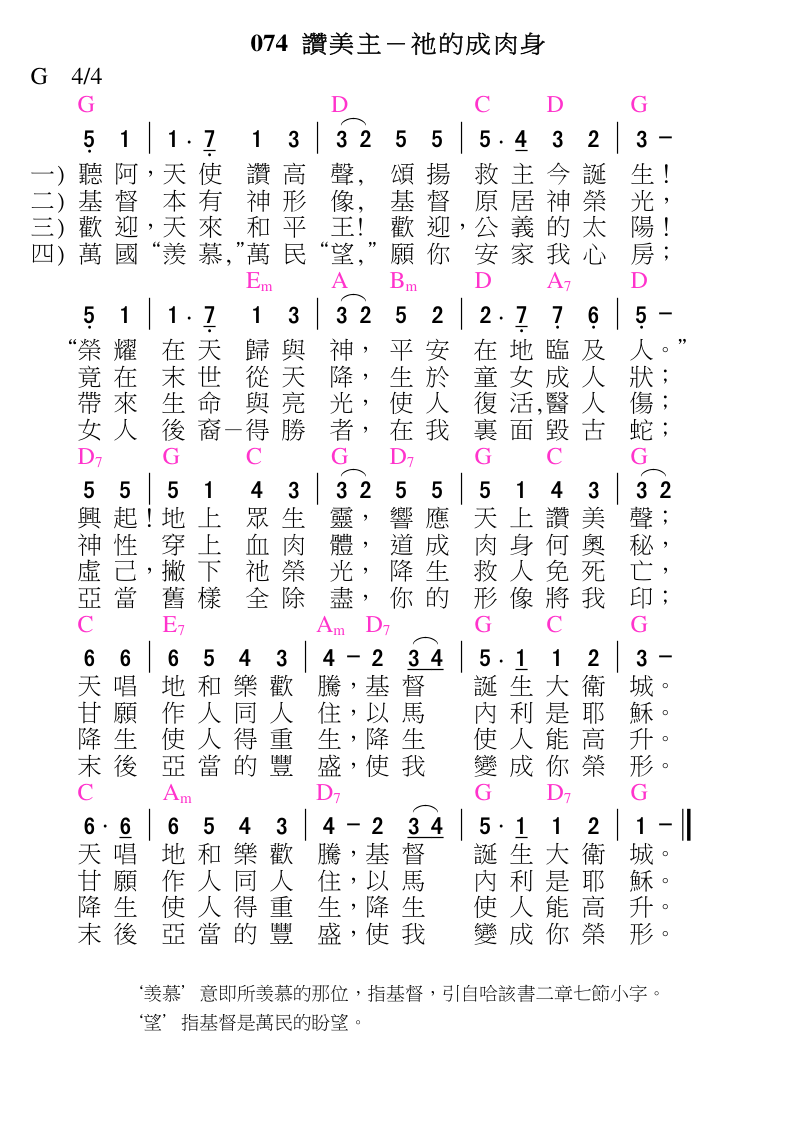 074 讚美主－祂的成肉身
G 4/4
G D C D G
5 1 | 1 · 7 1 3 | 3 2 5 5 | 5 · 4 3 2 | 3 －
一) 聽阿，天使讚高聲, 頌揚救主今誕生!
二) 基督本有神形像, 基督原居神榮光，
三) 歡迎，天來和平王! 歡迎，公義的太陽!
四) 萬國“羨慕,”萬民“望,”願你安家我心房；
Em A Bm D A7 D
5 1 | 1 · 7 1 3 | 3 2 5 2 | 2 · 7 7 6 | 5 －
“榮耀在天歸與神，平安在地臨及人。”
竟在末世從天降，生於童女成人狀；
帶來生命與亮光，使人復活,醫人傷；
女人後裔－得勝者，在我裏面毀古蛇；
D7 G C G D7 G C G
5 5 | 5 1 4 3 | 3 2 5 5 | 5 1 4 3 | 3 2
興起!地上眾生靈，響應天上讚美聲；
神性穿上血肉體，道成肉身何奧秘，
虛己，撇下祂榮光，降生救人免死亡，
亞當舊樣全除盡，你的形像將我印；
C E7 Am D7 G C G
6 6 | 6 5 4 3 | 4 － 2 3 4 | 5 · 1 1 2 | 3 －
天唱地和樂歡騰，基督誕生大衛城。
甘願作人同人住，以馬內利是耶穌。
降生使人得重生，降生使人能高升。
末後亞當的豐盛，使我變成你榮形。
C Am D7 G D7 G
6 · 6 | 6 5 4 3 | 4 － 2 3 4 | 5 · 1 1 2 | 1 － ‖
天唱地和樂歡騰，基督誕生大衛城。
甘願作人同人住，以馬內利是耶穌。
降生使人得重生，降生使人能高升。
末後亞當的豐盛，使我變成你榮形。
‘羨慕’意即所羨慕的那位，指基督，引自哈該書二章七節小字。
‘望’指基督是萬民的盼望。